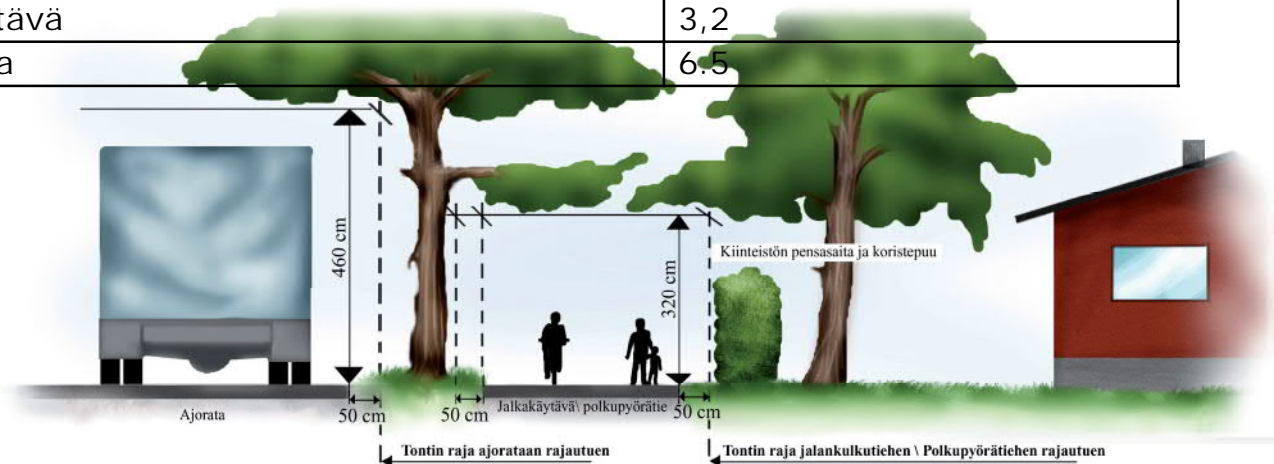 tävä 3,2
a 6.5
460 cm
320 cm
Kiinteistön pensasaita ja koristepuu
Ajorata
50 cm
50 cm
Jalkakäytävä\ polkupyörätie
50 cm
Tontin raja ajorataan rajautuen
Tontin raja jalankulkutiehen \ Polkupyörätiehen rajautuen